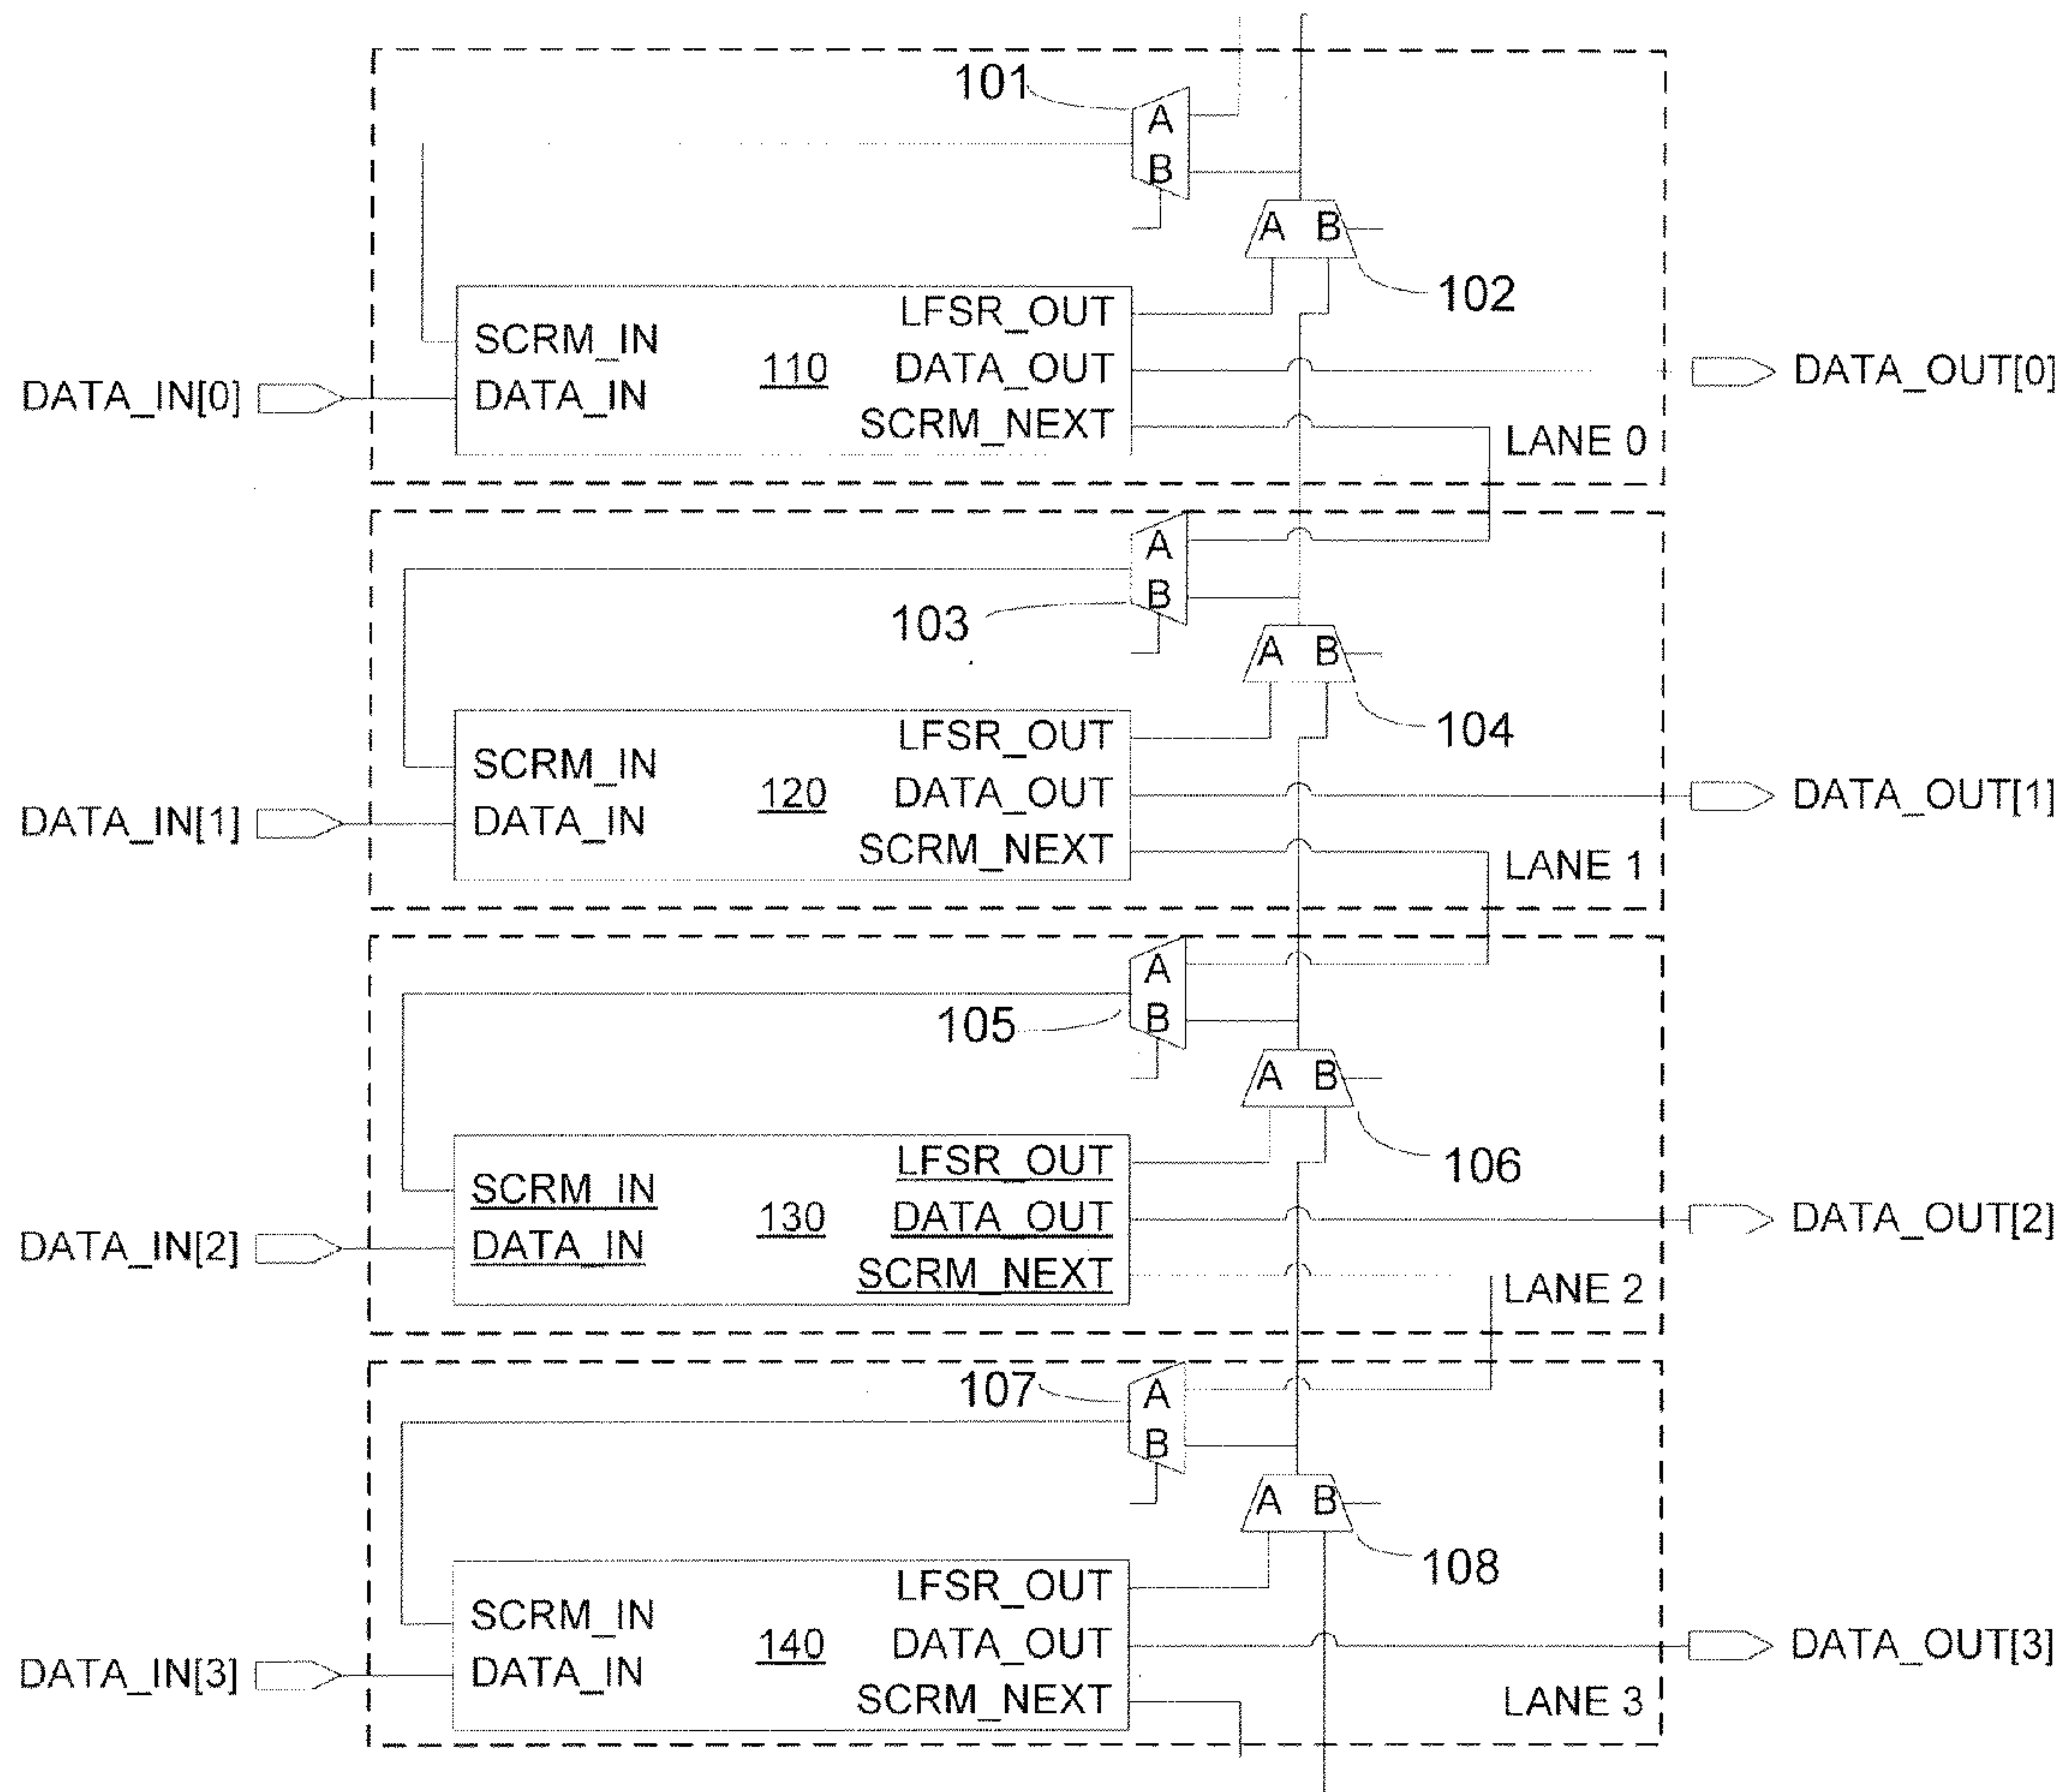 101
A
B
A B
102
LFSR_OUT
SCRM_IN
110
DATA_OUT
DATA_OUT[0]
DATA_IN[0]
DATA_IN
SCRM_NEXT
LANE 0
A
B
103
A B
104
LFSR_OUT
SCRM_IN
120
DATA_OUT
DATA_OUT[1]
DATA_IN[1]
DATA_IN
SCRM_NEXT
LANE 1
A
B
105
A B
106
LFSR_OUT
SCRM_IN
130
DATA_OUT
DATA_OUT[2]
DATA_IN[2]
DATA_IN
SCRM_NEXT
LANE 2
107
A
B
A B
108
LFSR_OUT
SCRM_IN
140
DATA_OUT
DATA_OUT[3]
DATA_IN[3]
DATA_IN
SCRM_NEXT
LANE 3